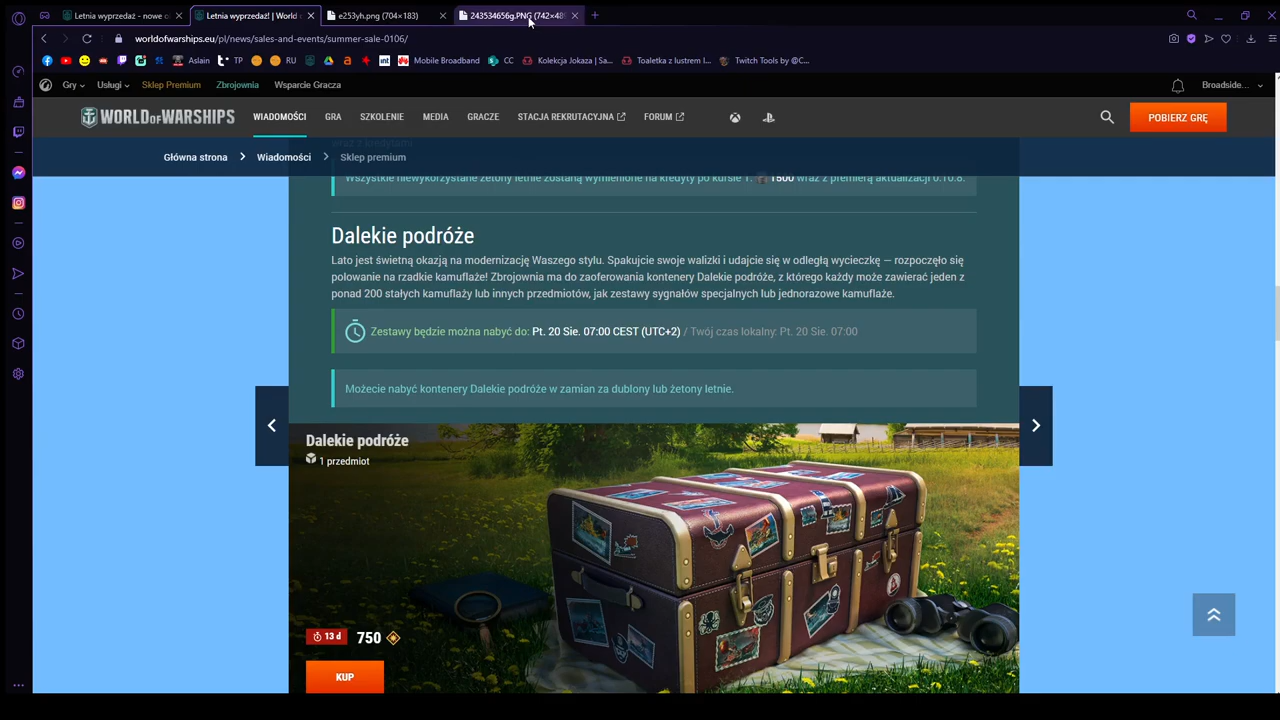 Letnia wyprzedaż - nowe c
Letnia wyprzedaż! | World
e253yh.png (704×183)
243534656g.PNG (742×48
worldofwarships.eu/pl/news/sales-and-events/summer-sale-0106/
Aslain
TP
RU
Mobile Broadband
CC
Kolekcja Jokaza | Sa...
Toaletka z lustrem I...
Twitch Tools by @C...
Gry
Usługi
Sklep Premium
Zbrojownia
Wsparcie Gracza
Broadside...
WORLD OF WARSHIPS
WIADOMOŚCI
GRA
SZKOLENIE
MEDIA
GRACZE
STACJA REKRUTACYJNA
FORUM
POBIERZ GRĘ
Główna strona
Wiadomości
Sklep premium
wraz z kredytami.
Wszystkie niewykorzystane żetony letnie zostaną wymienione na kredyty po kursie 1: 1500 wraz z premierą aktualizacji 0.10.8.
Dalekie podróże
Lato jest świetną okazją na modernizację Waszego stylu. Spakujcie swoje walizki i udajcie się w odległą wycieczkę — rozpoczęło się
polowanie na rzadkie kamuflaże! Zbrojownia ma do zaoferowania kontenery Dalekie podróże, z którego każdy może zawierać jeden z
ponad 200 stałych kamuflaży lub innych przedmiotów, jak zestawy sygnałów specjalnych lub jednorazowe kamuflaże.
Zestawy będzie można nabyć do: Pt. 20 Sie. 07:00 CEST (UTC+2) / Twój czas lokalny: Pt. 20 Sie. 07:00
Możecie nabyć kontenery Dalekie podróże w zamian za dublony lub żetony letnie.
Dalekie podróże
1 przedmiot
13 d
750
KUP